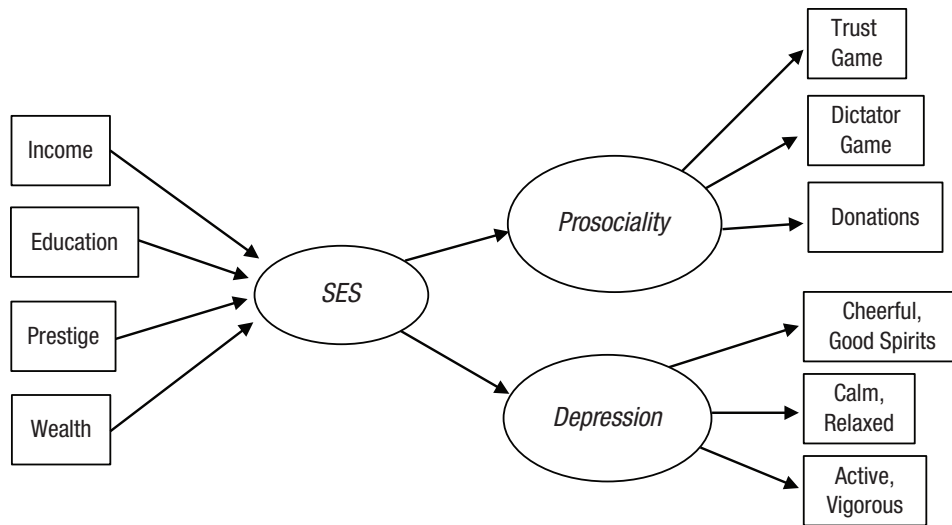 Income
Education
Prestige
Wealth
SES
Prosociality
Depression
Trust
Game
Dictator
Game
Donations
Cheerful,
Good Spirits
Calm,
Relaxed
Active,
Vigorous